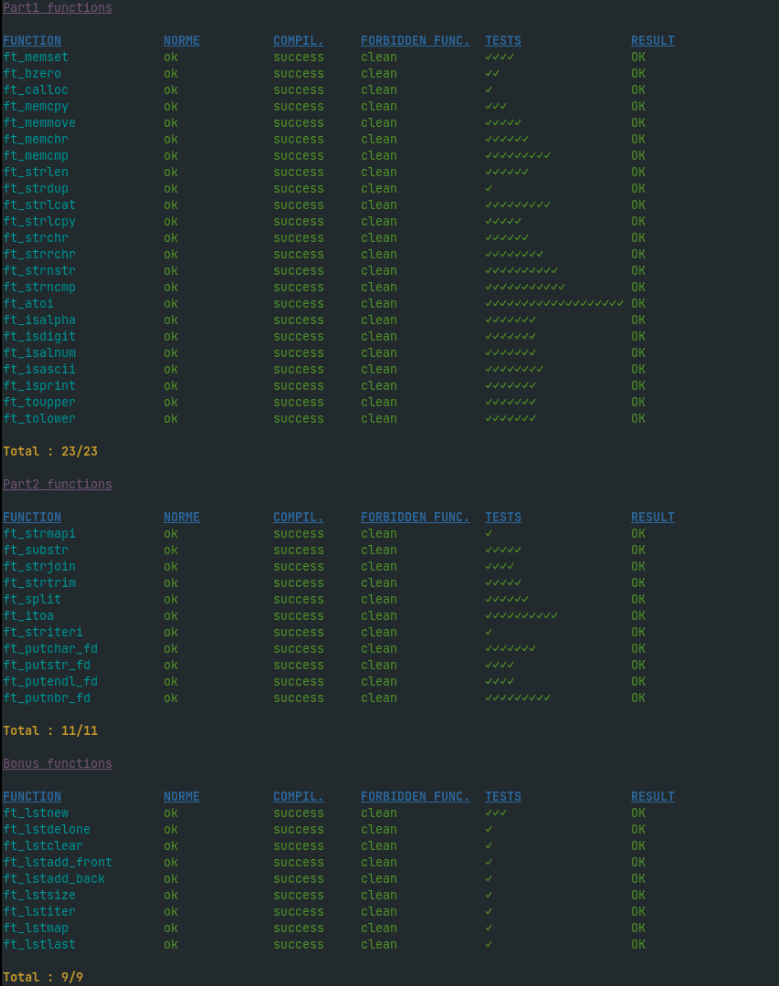 Part1 functions
FUNCTION NORME COMPIL. FORBIDDEN FUNC. TESTS RESULT
ft_memset ok success clean ✓✓✓✓ OK
ft_bzero ok success clean ✓✓ OK
ft_calloc ok success clean ✓ OK
ft_memcpy ok success clean ✓✓✓ OK
ft_memmove ok success clean ✓✓✓✓✓ OK
ft_memchr ok success clean ✓✓✓✓✓✓ OK
ft_memcmp ok success clean ✓✓✓✓✓✓✓✓✓ OK
ft_strlen ok success clean ✓✓✓✓✓✓ OK
ft_strdup ok success clean ✓ OK
ft_strlcat ok success clean ✓✓✓✓✓✓✓✓✓ OK
ft_strlcpy ok success clean ✓✓✓✓✓ OK
ft_strchr ok success clean ✓✓✓✓✓✓ OK
ft_strrchr ok success clean ✓✓✓✓✓✓✓✓ OK
ft_strnstr ok success clean ✓✓✓✓✓✓✓✓✓✓ OK
ft_strncmp ok success clean ✓✓✓✓✓✓✓✓✓✓✓ OK
ft_atoi ok success clean ✓✓✓✓✓✓✓✓✓✓✓✓✓✓✓✓✓✓✓ OK
ft_isalpha ok success clean ✓✓✓✓✓✓✓ OK
ft_isdigit ok success clean ✓✓✓✓✓✓✓ OK
ft_isalnum ok success clean ✓✓✓✓✓✓✓ OK
ft_isascii ok success clean ✓✓✓✓✓✓✓✓ OK
ft_isprint ok success clean ✓✓✓✓✓✓✓ OK
ft_toupper ok success clean ✓✓✓✓✓✓✓ OK
ft_tolower ok success clean ✓✓✓✓✓✓✓ OK
Total : 23/23
Part2 functions
FUNCTION NORME COMPIL. FORBIDDEN FUNC. TESTS RESULT
ft_strmapi ok success clean ✓ OK
ft_substr ok success clean ✓✓✓✓✓ OK
ft_strjoin ok success clean ✓✓✓✓ OK
ft_strtrim ok success clean ✓✓✓✓✓ OK
ft_split ok success clean ✓✓✓✓✓✓ OK
ft_itoa ok success clean ✓✓✓✓✓✓✓✓✓✓ OK
ft_striteri ok success clean ✓ OK
ft_putchar_fd ok success clean ✓✓✓✓✓✓✓ OK
ft_putstr_fd ok success clean ✓✓✓✓ OK
ft_putendl_fd ok success clean ✓✓✓✓ OK
ft_putnbr_fd ok success clean ✓✓✓✓✓✓✓✓✓ OK
Total : 11/11
Bonus functions
FUNCTION NORME COMPIL. FORBIDDEN FUNC. TESTS RESULT
ft_lstnew ok success clean ✓✓✓ OK
ft_lstdelone ok success clean ✓ OK
ft_lstclear ok success clean ✓ OK
ft_lstadd_front ok success clean ✓ OK
ft_lstadd_back ok success clean ✓ OK
ft_lstsize ok success clean ✓ OK
ft_lstiter ok success clean ✓ OK
ft_lstmap ok success clean ✓ OK
ft_lstlast ok success clean ✓ OK
Total : 9/9